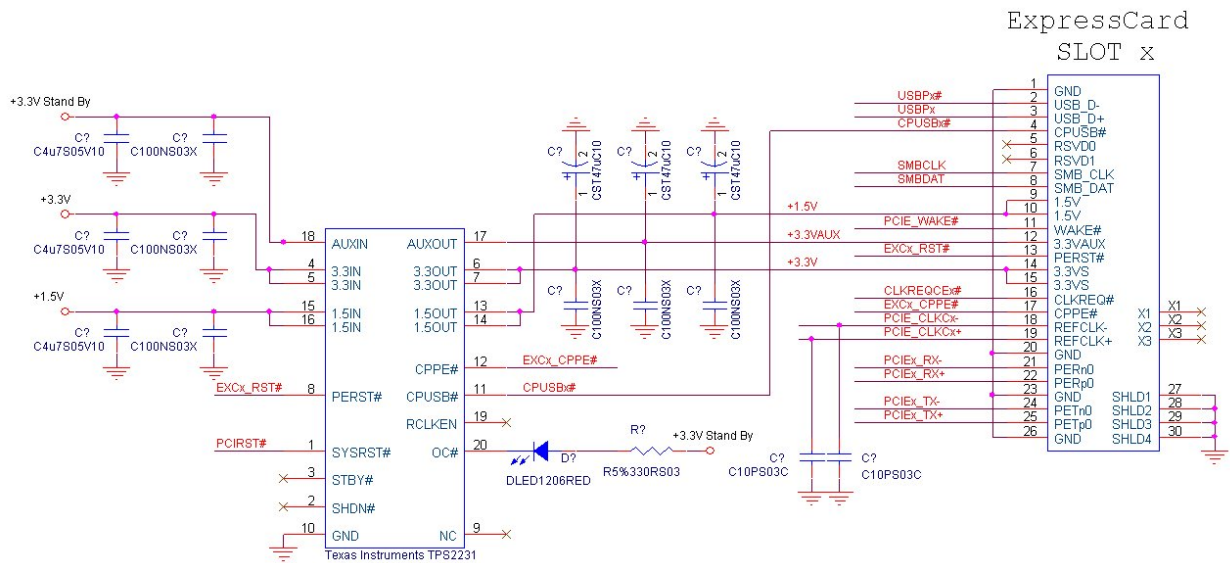 ExpressCard
SLOT x
+3.3V Stand By
C?
C4u7S05V10
C?
C100NS03X
+3.3V
C?
C4u7S05V10
C?
C100NS03X
+1.5V
C?
C4u7S05V10
C?
C100NS03X
18 AUXIN AUXOUT 17
4 3.3IN 3.3OUT 6
5 3.3IN 3.3OUT 7
15 1.5IN 1.5OUT 13
16 1.5IN 1.5OUT 14
CPPE# 12 EXCx_CPPE#
EXCx_RST# 8 PERST# CPUSB# 11 CPUSBx#
RCLKEN 19
PCIRST# 1 SYSRST# OC# 20
3 STBY#
2 SHDN#
10 GND NC 9
Texas Instruments TPS2231
D?
DLED1206RED
R?
R5%330RS03
+3.3V Stand By
C? + 2 1 CST47uC10
C? + 2 1 CST47uC10
C? + 2 1 CST47uC10
+1.5V
+3.3VAUX
+3.3V
C? C100NS03X
C? C100NS03X
C? C100NS03X
1 GND
USBPx# 2 USB_D-
USBPx 3 USB_D+
CPUSBx# 4 CPUSB#
5 RSVD0
6 RSVD1
SMBCLK 7 SMB_CLK
SMBDAT 8 SMB_DAT
9 1.5V
10 1.5V
PCIE_WAKE# 11 WAKE#
12 3.3VAUX
EXCx_RST# 13 PERST#
14 3.3VS
15 3.3VS
CLKREQCEx# 16 CLKREQ#
EXCx_CPPE# 17 CPPE# X1 X1
PCIE_CLKCx- 18 REFCLK- X2 X2
PCIE_CLKCx+ 19 REFCLK+ X3 X3
20 GND
PCIEx_RX- 21 PERn0
PCIEx_RX+ 22 PERp0
23 GND SHLD1 27
PCIEx_TX- 24 PETn0 SHLD2 28
PCIEx_TX+ 25 PETp0 SHLD3 29
26 GND SHLD4 30
C?
C10PS03C
C?
C10PS03C